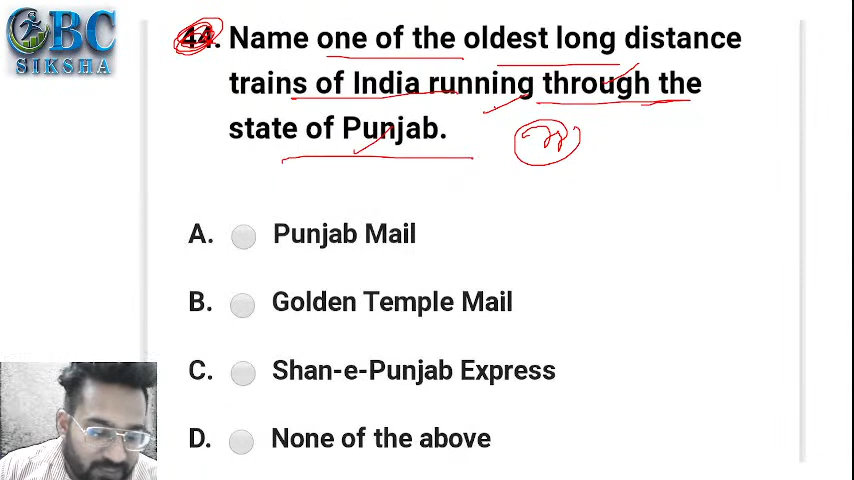 OBC
SIKSHA
44. Name one of the oldest long distance
trains of India running through the
state of Punjab.
A. Punjab Mail
B. Golden Temple Mail
C. Shan-e-Punjab Express
D. None of the above